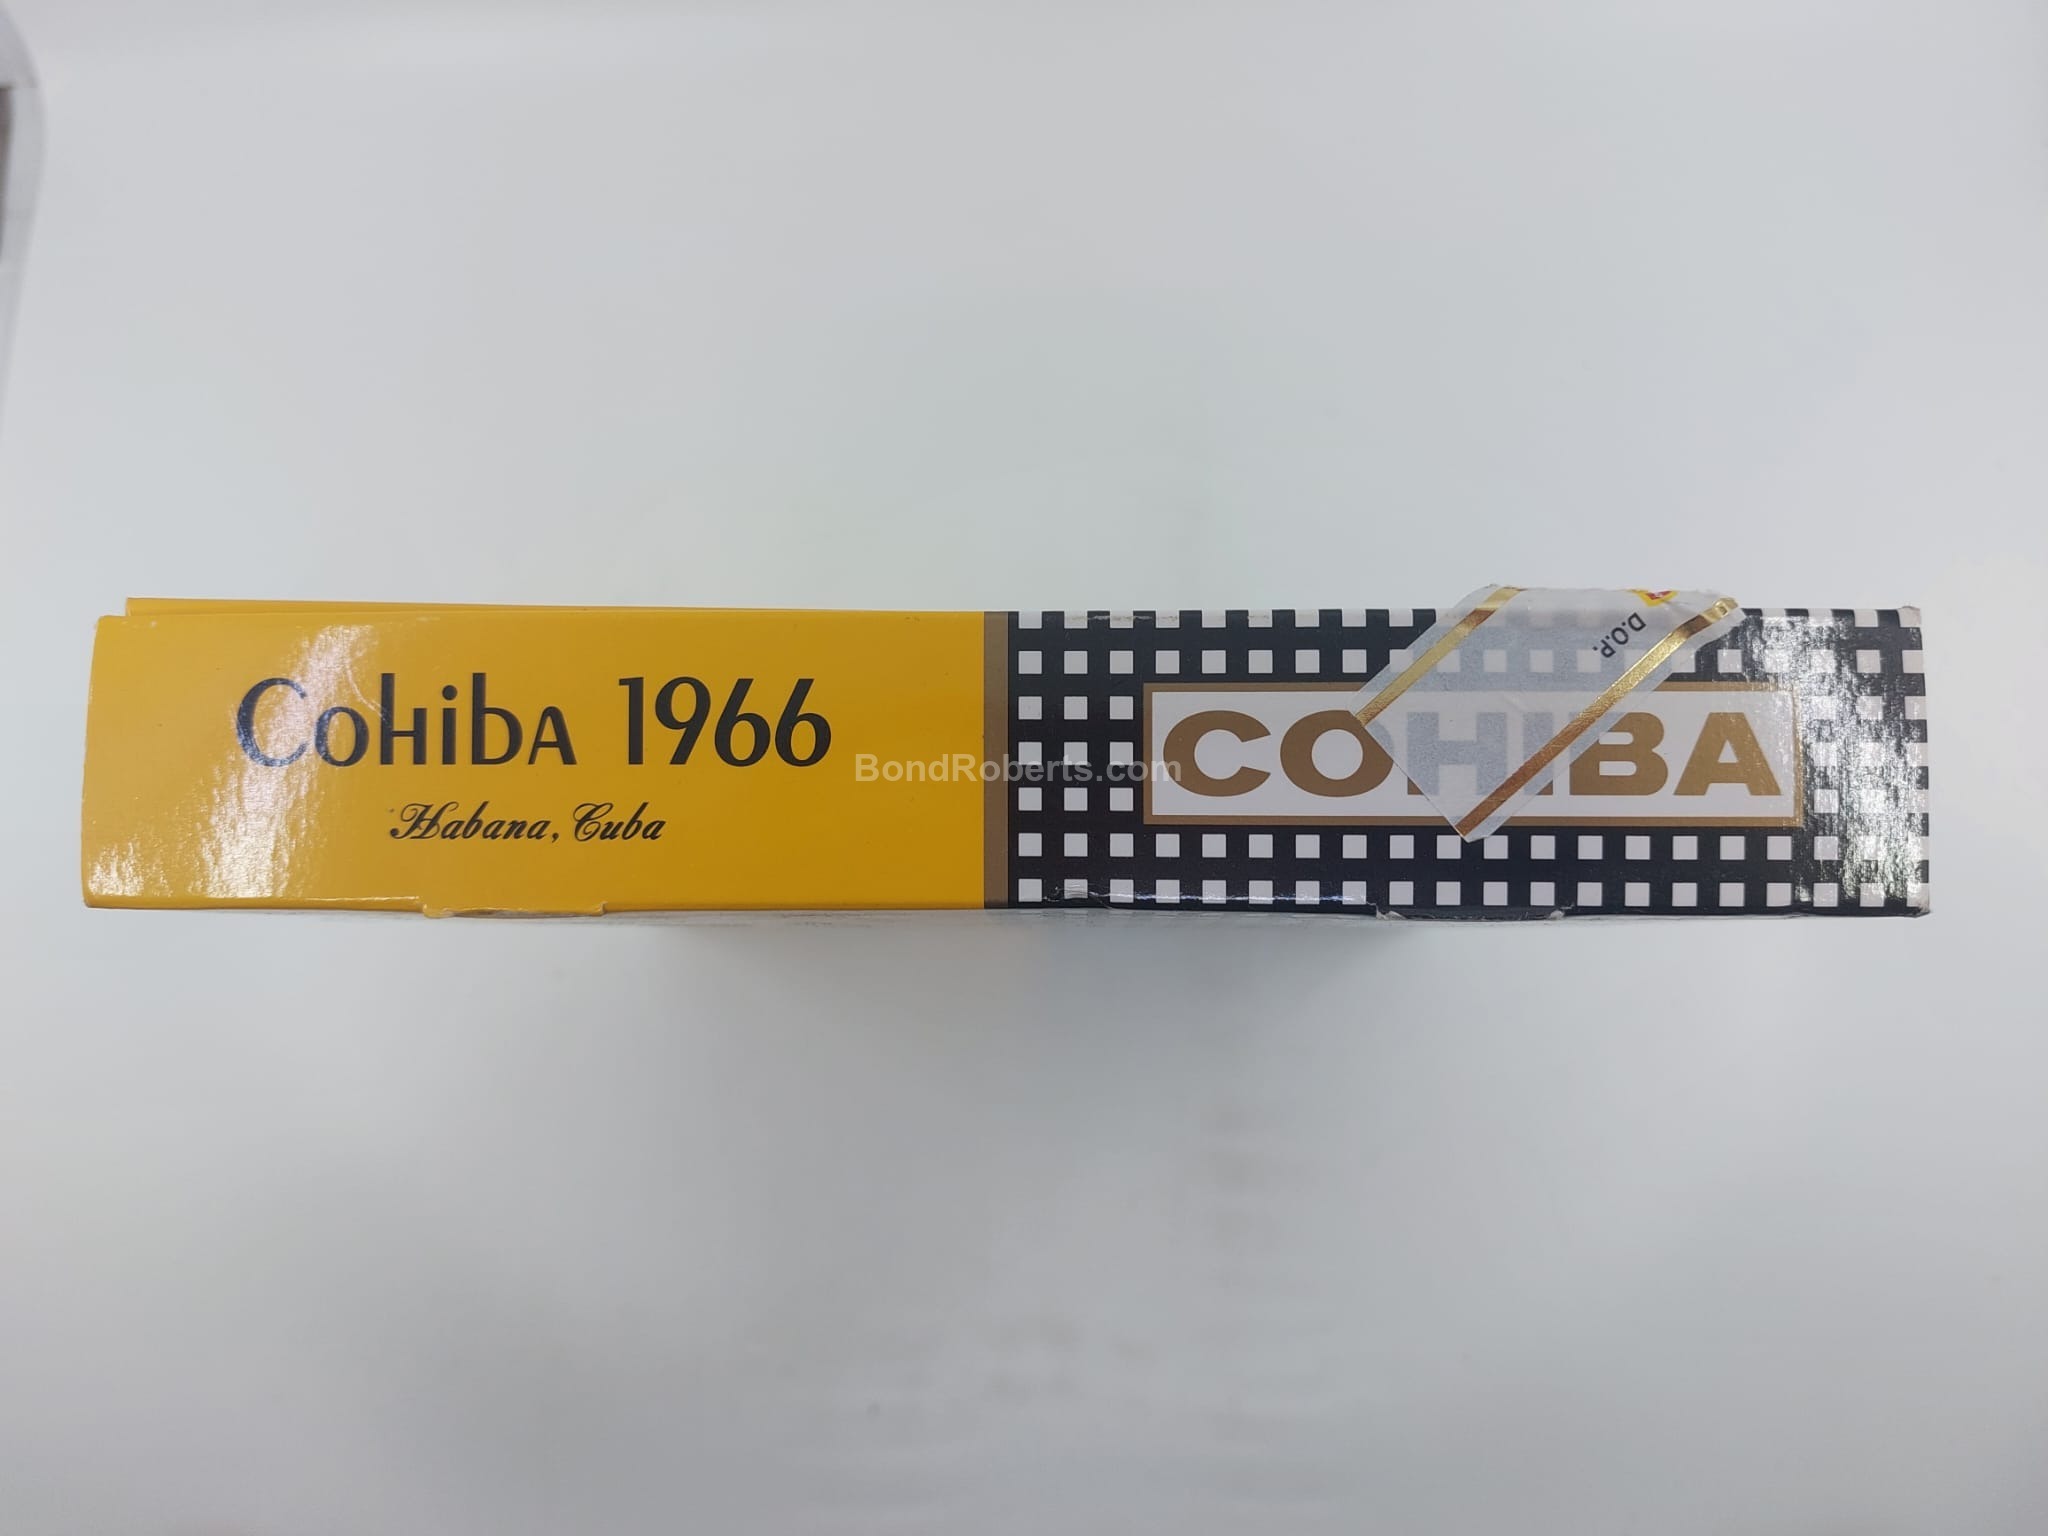 Cohiba 1966
Habana, Cuba
COHIBA
D.O.P.
BondRoberts.com